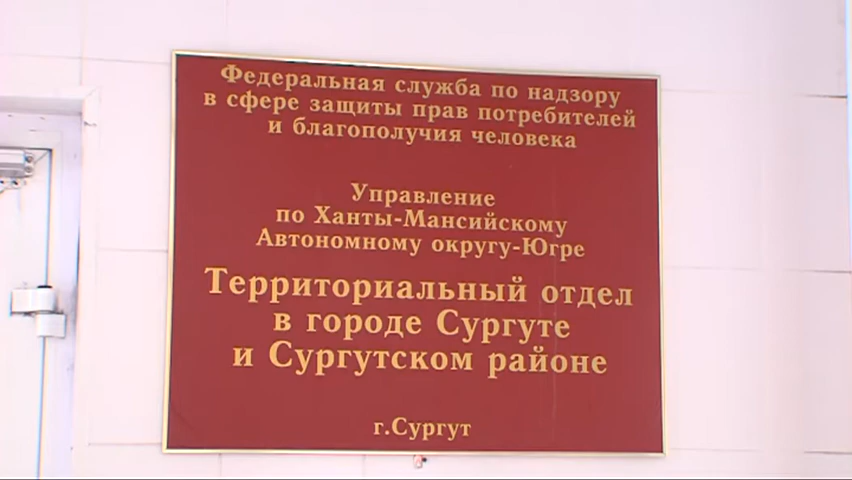 Федеральная служба по надзору
в сфере защиты прав потребителей
и благополучия человека
Управление
по Ханты-Мансийскому
Автономному округу-Югре
Территориальный отдел
в городе Сургуте
и Сургутском районе
г.Сургут